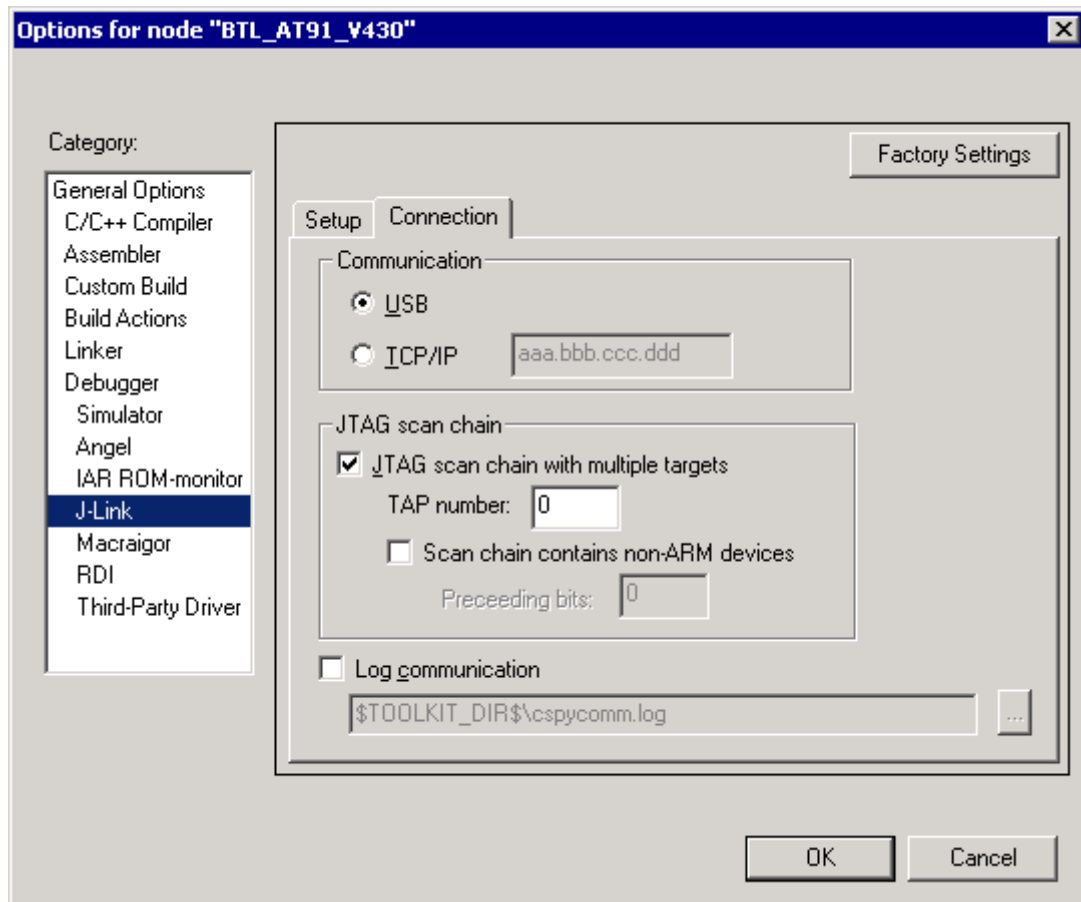 Options for node "BTL_AT91_V430"
Category:
General Options
C/C++ Compiler
Assembler
Custom Build
Build Actions
Linker
Debugger
Simulator
Angel
IAR ROM-monitor
J-Link
Macraigor
RDI
Third-Party Driver
Factory Settings
Setup
Connection
Communication
USB
TCP/IP
aaa.bbb.ccc.ddd
JTAG scan chain
JTAG scan chain with multiple targets
TAP number: 0
Scan chain contains non-ARM devices
Preceeding bits: 0
Log communication
$TOOLKIT_DIR$\cspycomm.log
...
OK
Cancel